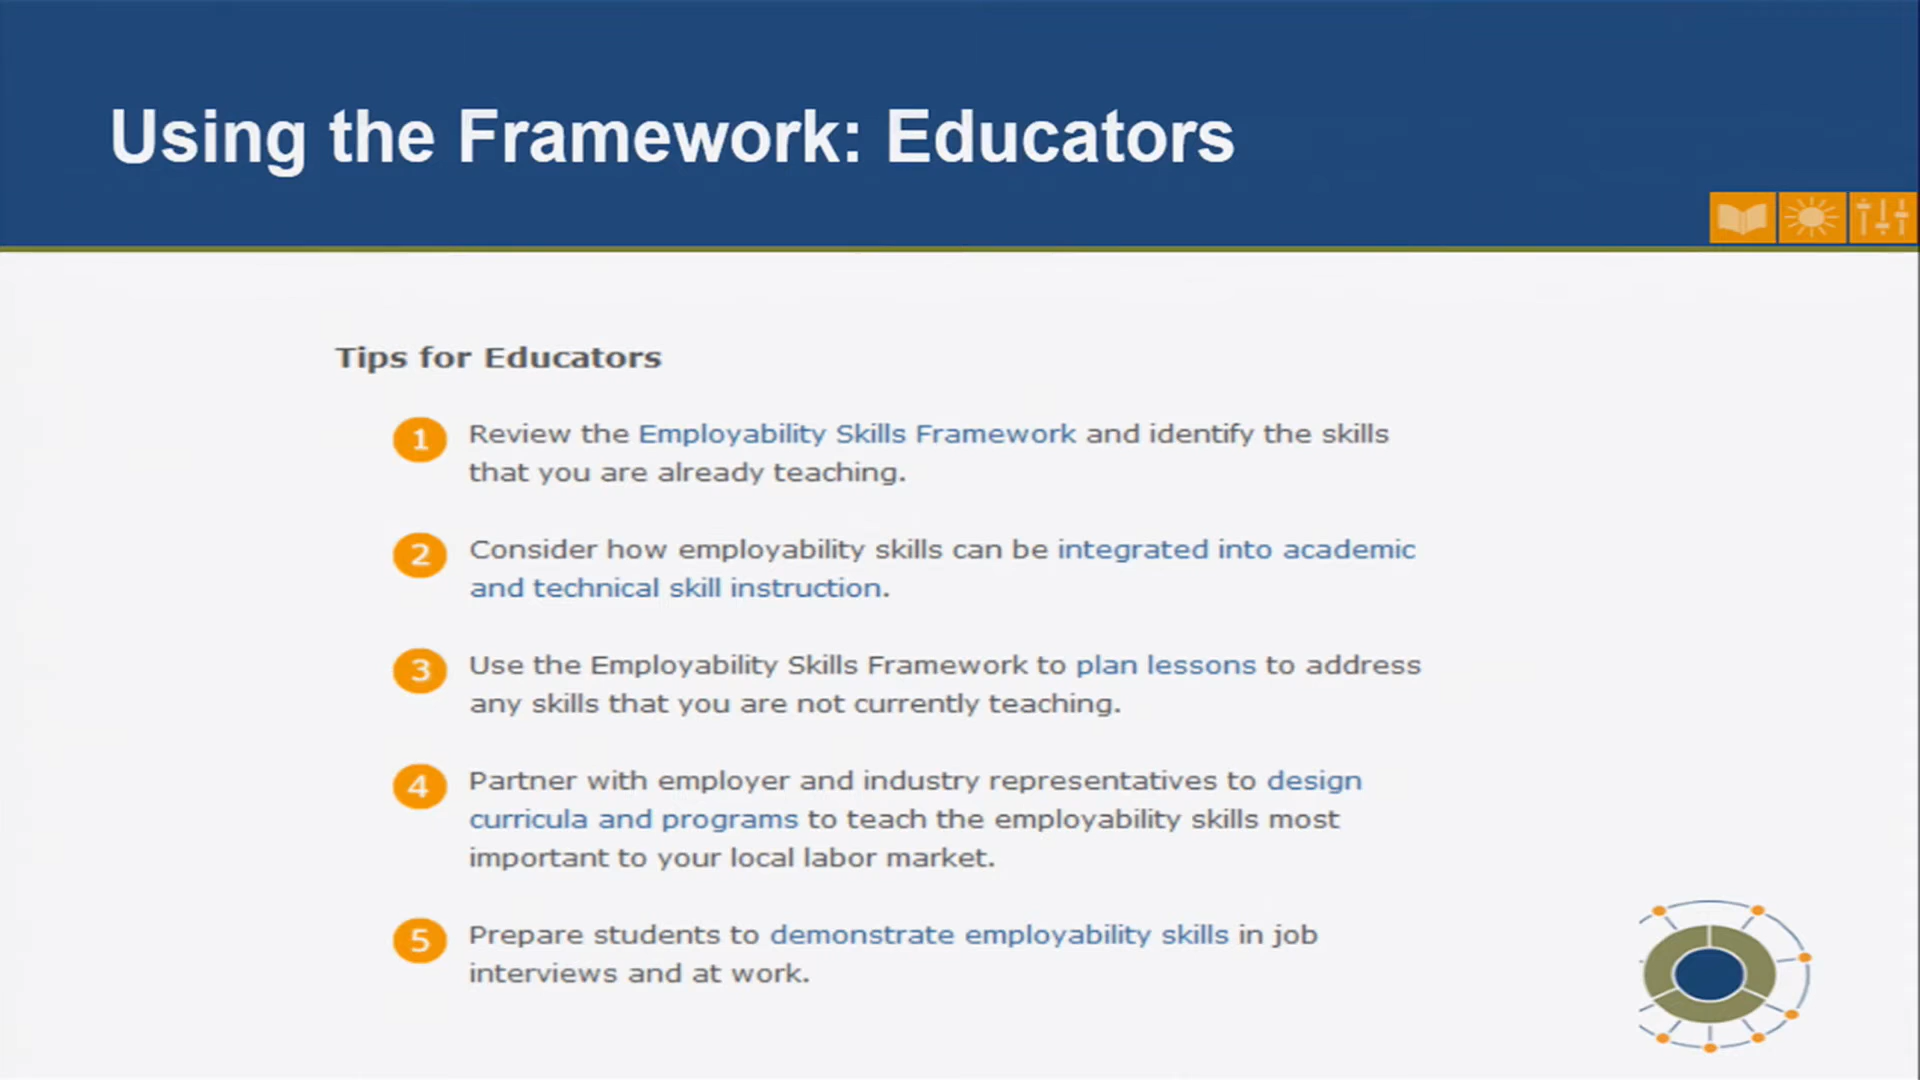 Using the Framework: Educators
Tips for Educators
1 Review the Employability Skills Framework and identify the skills
that you are already teaching.
2 Consider how employability skills can be integrated into academic
and technical skill instruction.
3 Use the Employability Skills Framework to plan lessons to address
any skills that you are not currently teaching.
4 Partner with employer and industry representatives to design
curricula and programs to teach the employability skills most
important to your local labor market.
5 Prepare students to demonstrate employability skills in job
interviews and at work.